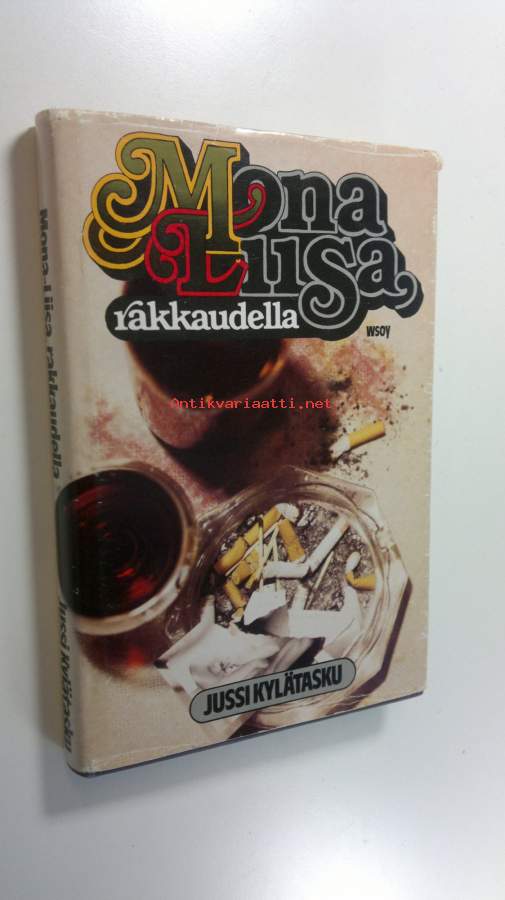 Mona
Liisa,
rakkaudella
wsoy
Antikvariaatti.net
JUSSI KYLÄTASKU
Mona-Liisa, rakkaudella
Jussi Kylätasku